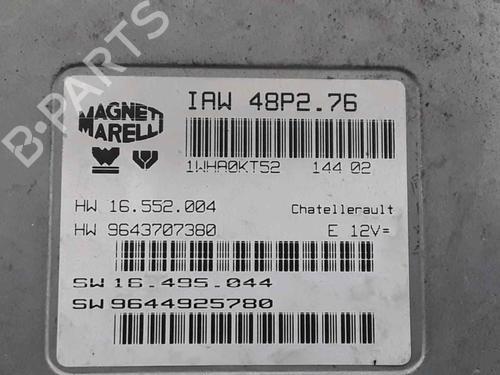 B-PARTS
MAGNETI
MARELLI
IAW 48P2.76
1WHA0KT52 144 02
HW 16.552.004 Chatellerault
HW 9643707380 E 12V=
SW 16.495.044
SW 9644925780